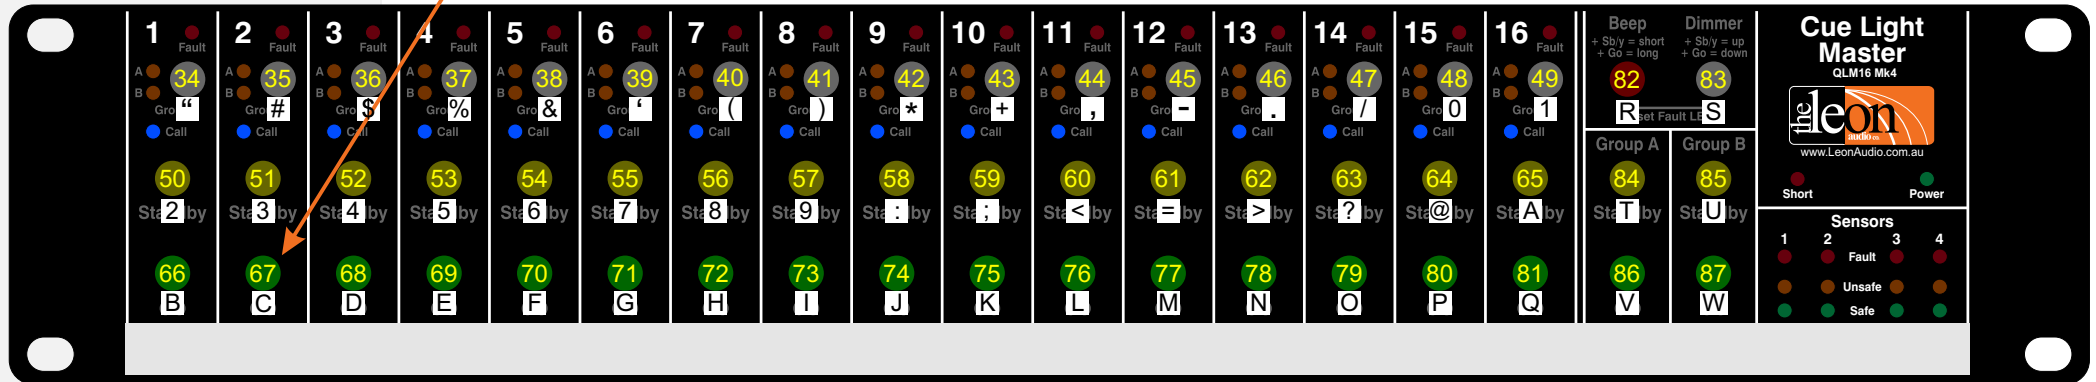 1 2 3 4 5 6 7 8 9 10 11 12 13 14 15 16 Beep Dimmer Cue Light
Fault Fault Fault Fault Fault Fault Fault Fault Fault Fault Fault Fault Fault Fault Fault Fault + Sb/y = short + Sb/y = up Master
+ Go = long + Go = down QLM16 Mk4
A A A A A A A A A A A A A A A A
34 35 36 37 38 39 40 41 42 43 44 45 46 47 48 49 82 83
B B B B B B B B B B B B B B B B
“ # $ % & ‘ ( ) * + , - . / 0 1 R S
the leon audio co
Call Call Call Call Call Call Call Call Call Call Call Call Call Call Call Call
Group A Group B www.LeonAudio.com.au
50 51 52 53 54 55 56 57 58 59 60 61 62 63 64 65 84 85
Short Power
2 3 4 5 6 7 8 9 : ; < = > ? @ A T U
Sensors
1 2 3 4
Fault
66 67 68 69 70 71 72 73 74 75 76 77 78 79 80 81 86 87
Unsafe
B C D E F G H I J K L M N O P Q V W
Safe